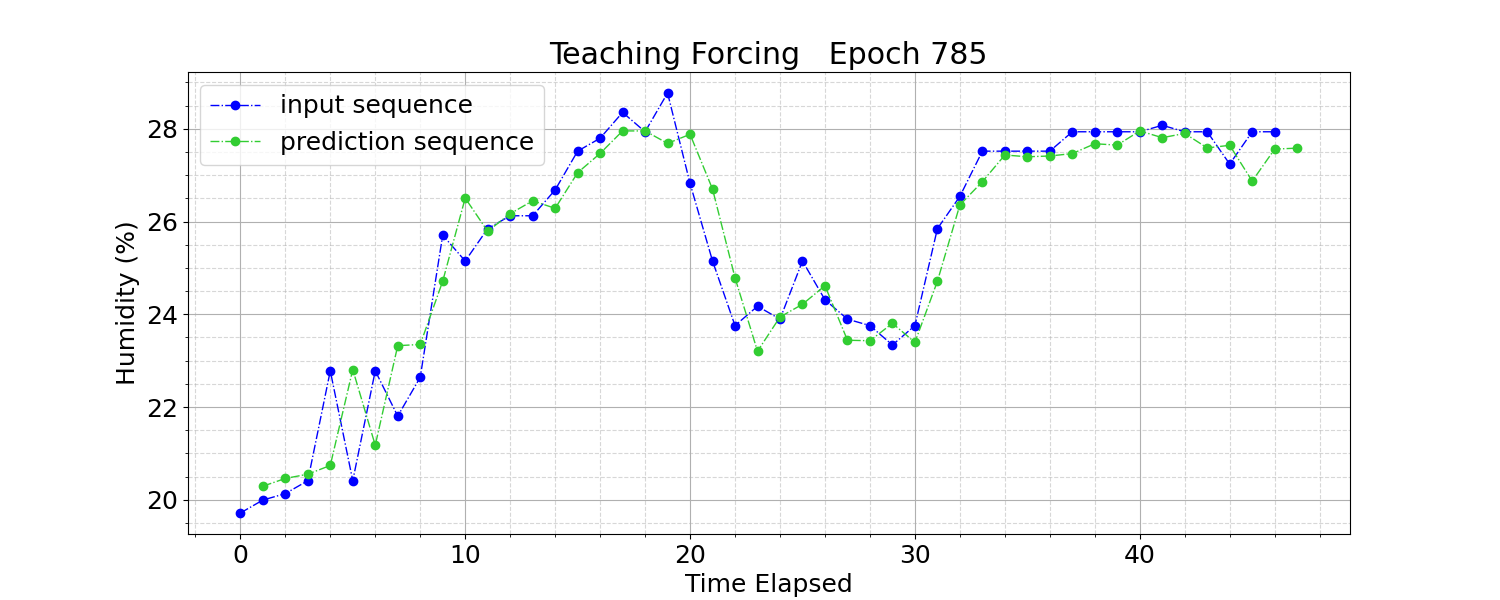 Teaching Forcing   Epoch 785
input sequence
prediction sequence
Humidity (%)
28
26
24
22
20
0 10 20 30 40
Time Elapsed